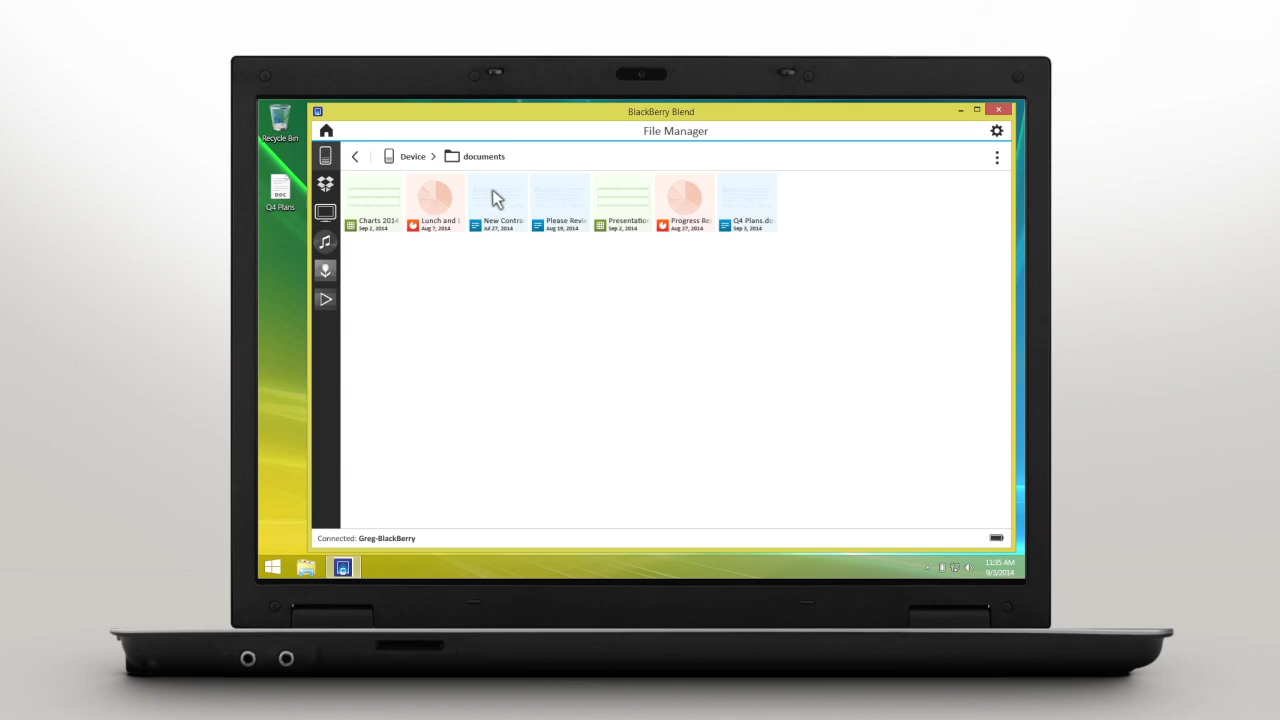 BlackBerry Blend
File Manager
Recycle Bin
Device > documents
DOC
Q4 Plans
Charts 2014
Sep 2, 2014
Lunch and L
Aug 7, 2014
New Contra
Jul 27, 2014
Please Revie
Aug 19, 2014
Presentation
Sep 2, 2014
Progress Re
Aug 27, 2014
Q4 Plans.do
Sep 3, 2014
Connected: Greg-BlackBerry
11:35 AM
9/3/2014